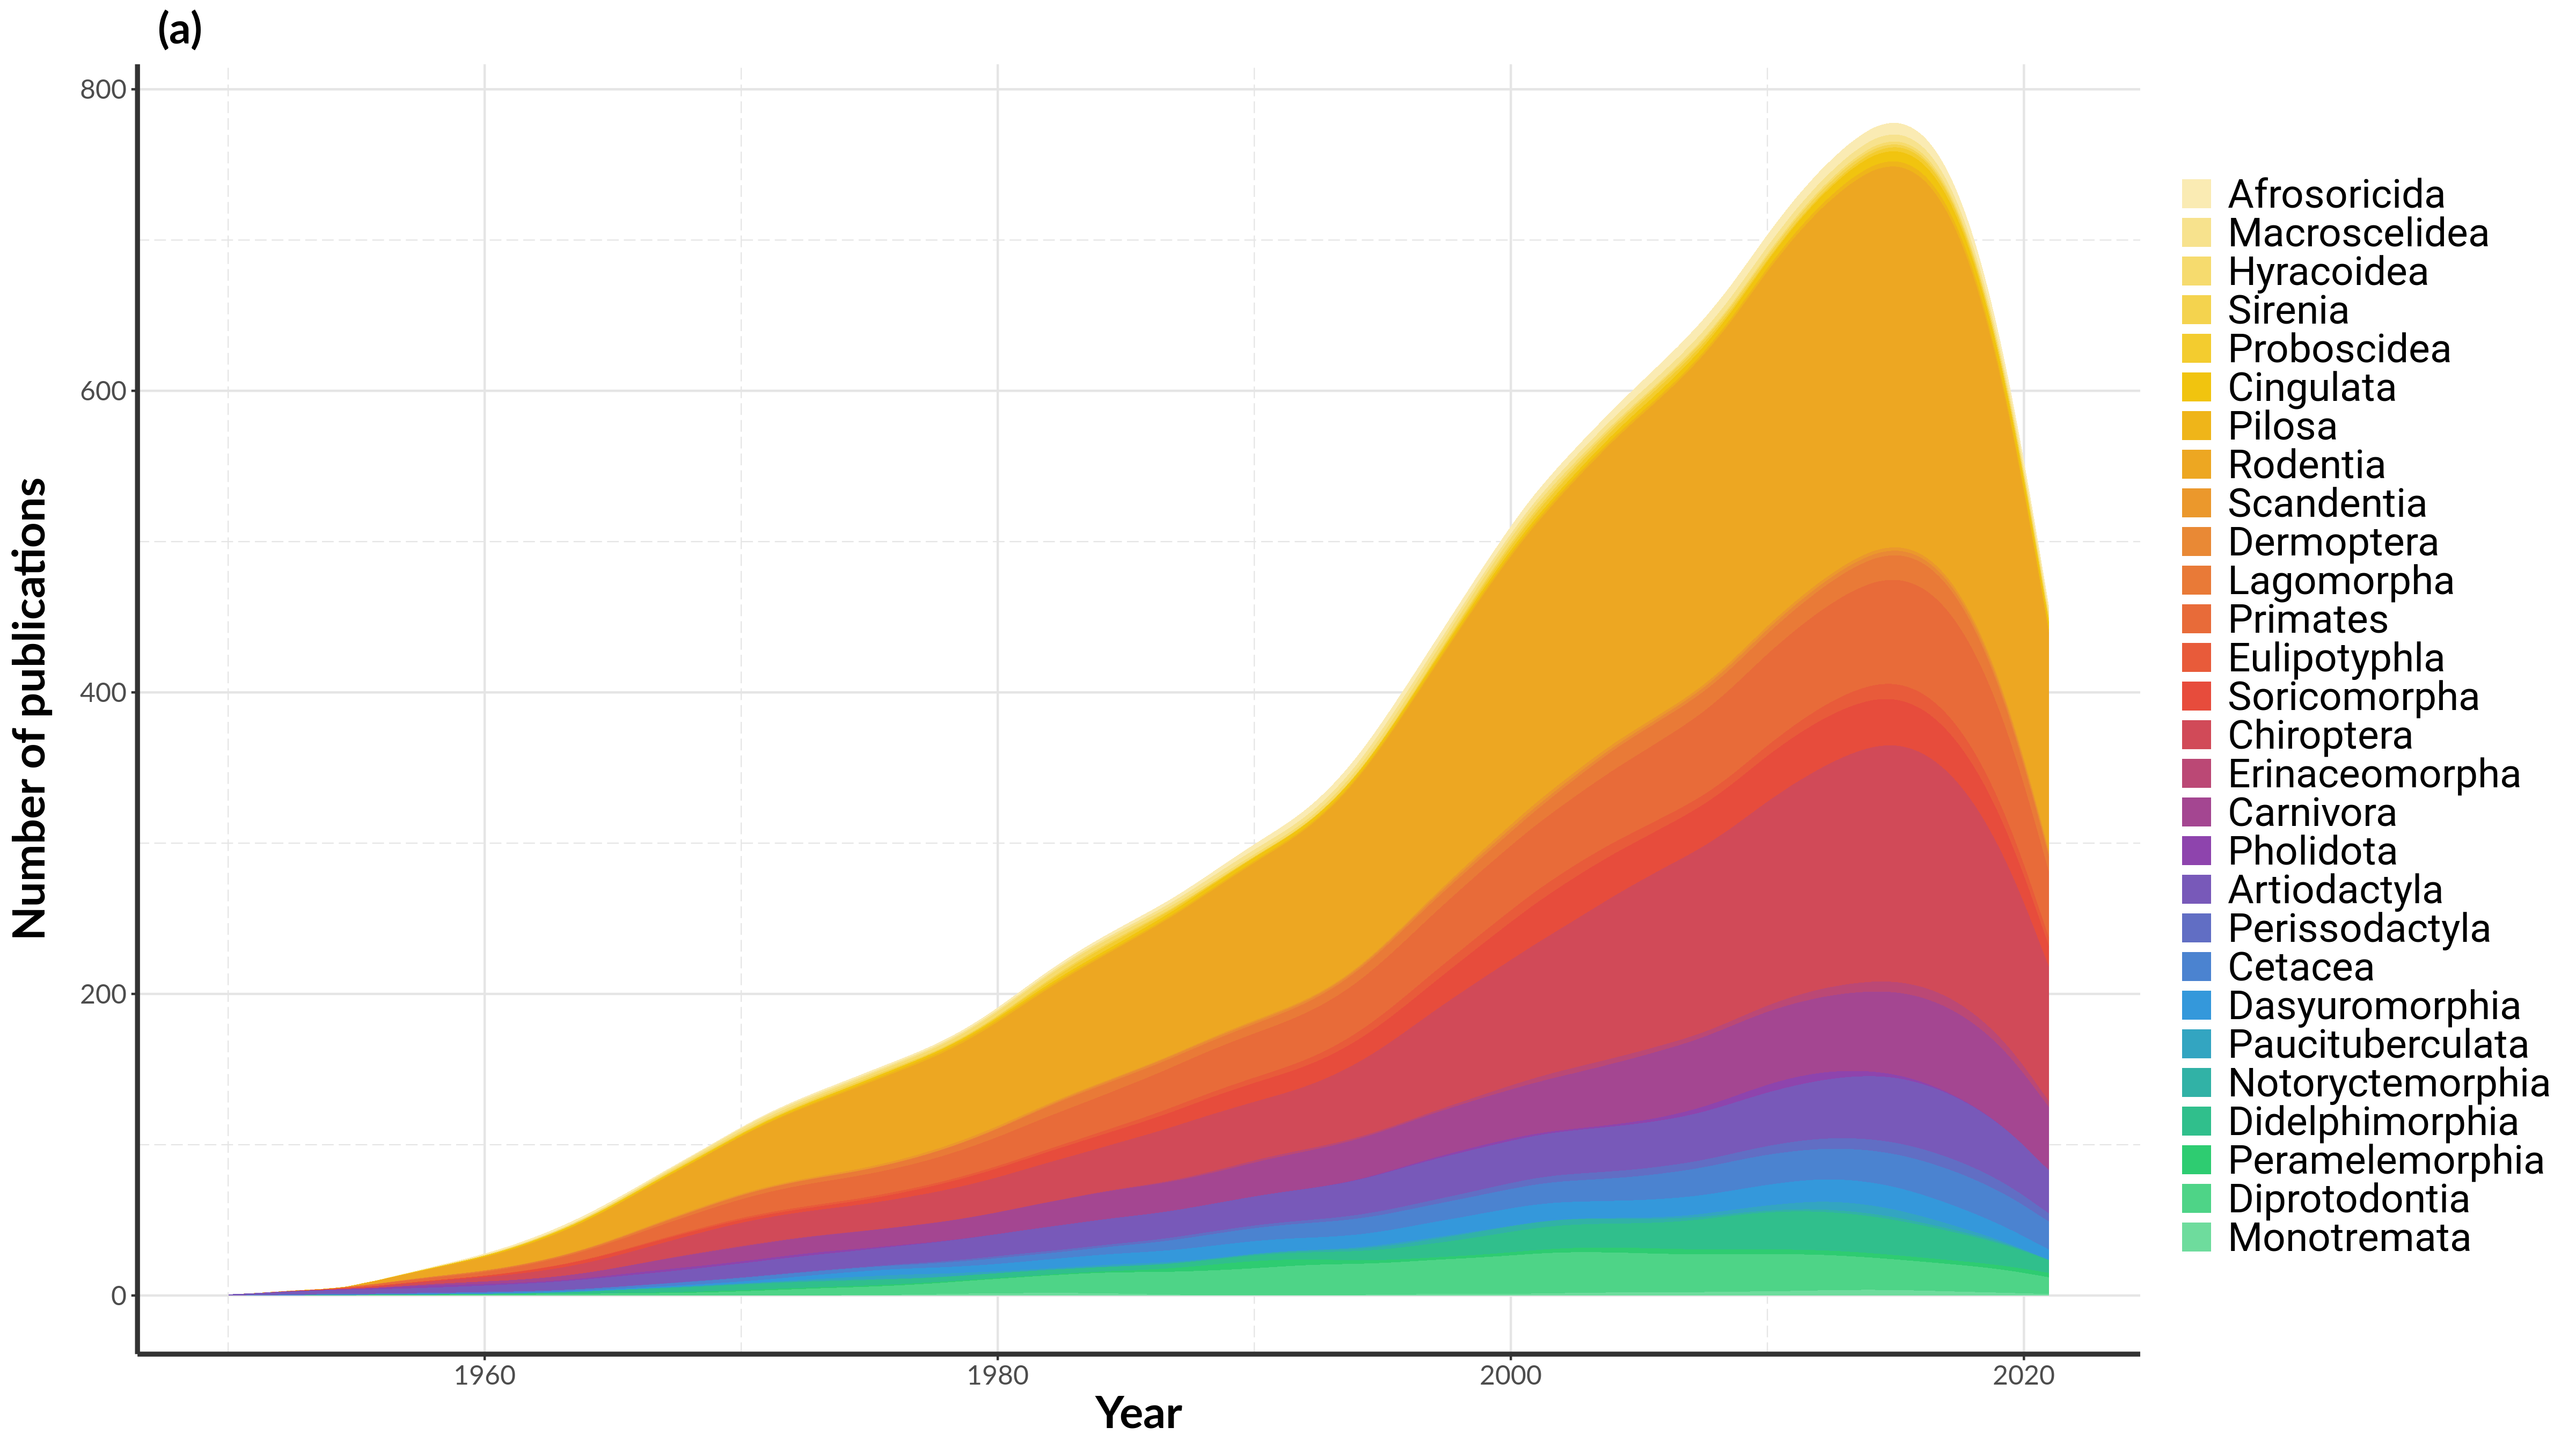 (a)
800
600
400
200
0
Number of publications
1960
1980
2000
2020
Year
Afrosoricida
Macroscelidea
Hyracoidea
Sirenia
Proboscidea
Cingulata
Pilosa
Rodentia
Scandentia
Dermoptera
Lagomorpha
Primates
Eulipotyphla
Soricomorpha
Chiroptera
Erinaceomorpha
Carnivora
Pholidota
Artiodactyla
Perissodactyla
Cetacea
Dasyuromorphia
Paucituberculata
Notoryctemorphia
Didelphimorphia
Peramelemorphia
Diprotodontia
Monotremata